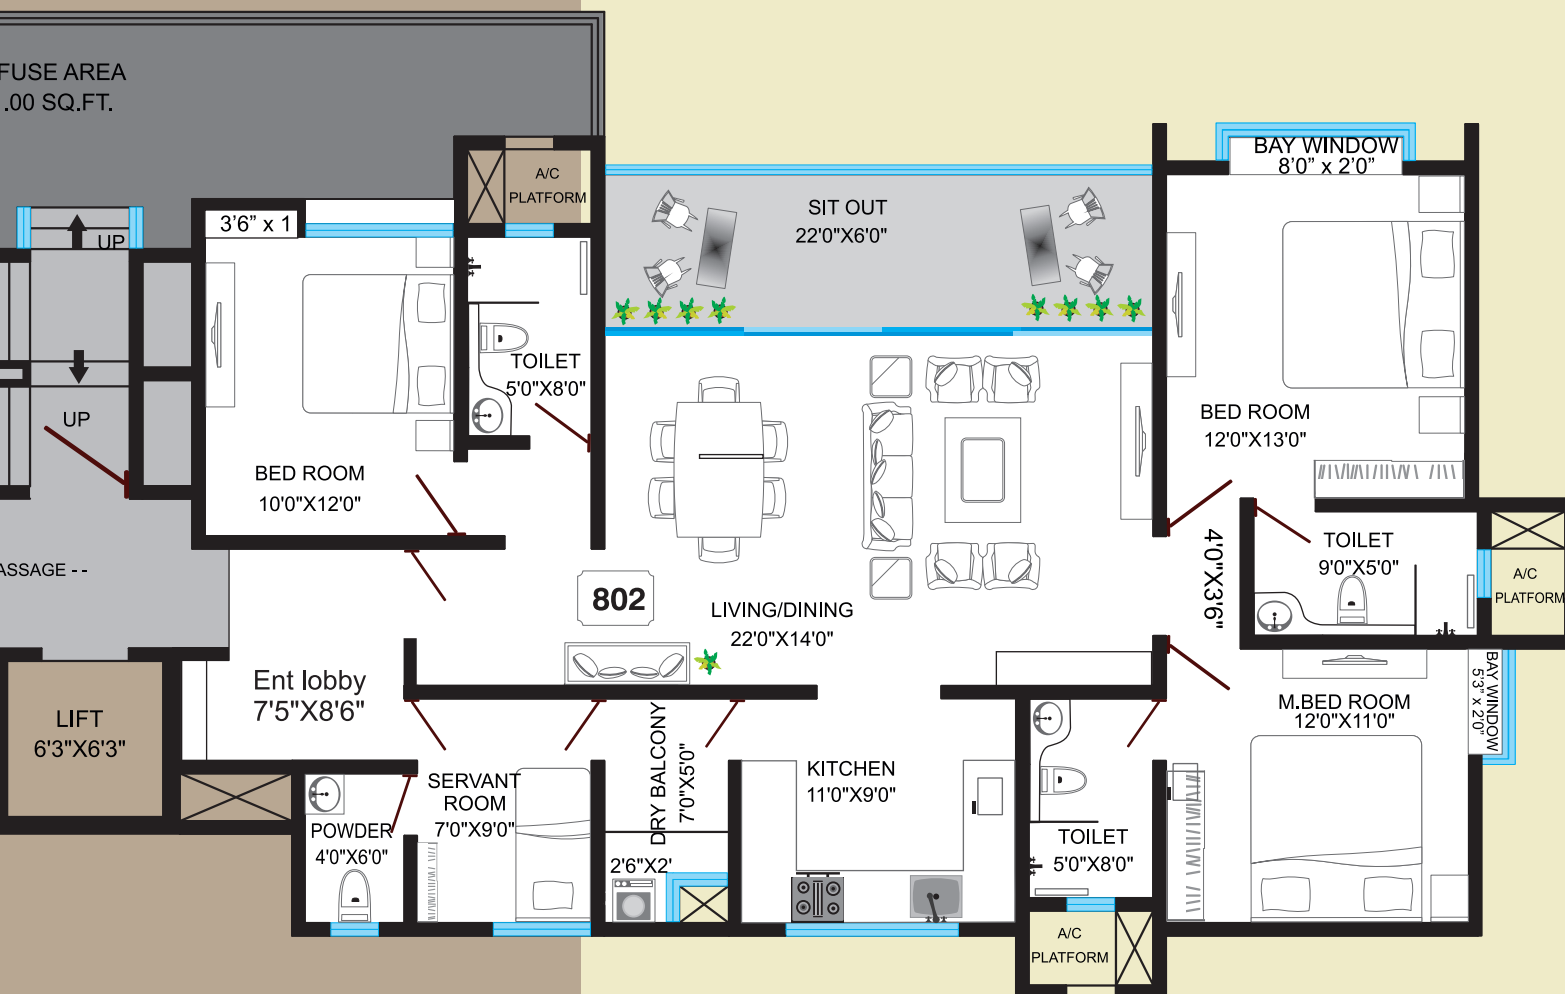 FUSE AREA
.00 SQ.FT.
UP
UP
ASSAGE - -
LIFT
6'3"X6'3"
3'6" x 1
BED ROOM
10'0"X12'0"
A/C
PLATFORM
TOILET
5'0"X8'0"
SIT OUT
22'0"X6'0"
BAY WINDOW
8'0" x 2'0"
BED ROOM
12'0"X13'0"
TOILET
9'0"X5'0"
A/C
PLATFORM
4'0"X3'6"
802
LIVING/DINING
22'0"X14'0"
Ent lobby
7'5"X8'6"
POWDER
4'0"X6'0"
SERVANT
ROOM
7'0"X9'0"
DRY BALCONY
7'0"X5'0"
2'6"X2'
KITCHEN
11'0"X9'0"
TOILET
5'0"X8'0"
A/C
PLATFORM
M.BED ROOM
12'0"X11'0"
BAY WINDOW
5'3" x 2'0"